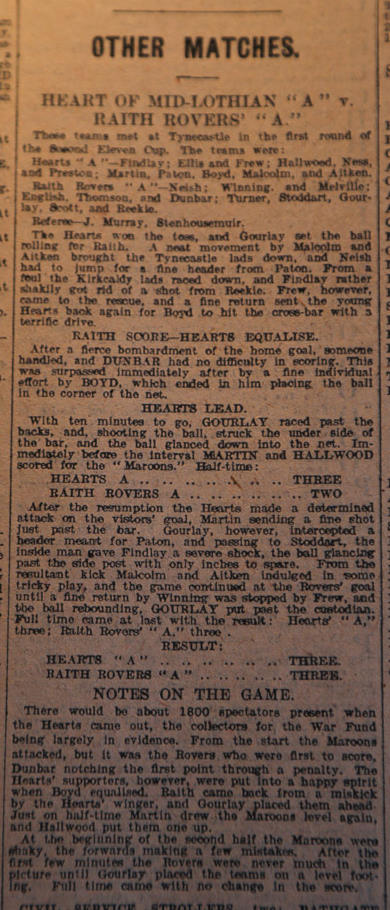 OTHER MATCHES.
HEART OF MID-LOTHIAN "A" v.
RAITH ROVERS' "A."
These teams met at Tynecastle in the first round of
the Second Eleven Cup. The teams were:
Hearts "A"—Findlay; Ellis and Frew; Hallwood, Ness,
and Preston; Martin, Paton, Boyd, Malcolm, and Aitken.
Raith Rovers "A"—Neish; Winning, and Melville;
English, Thomson, and Dunbar; Turner, Stoddart, Gour-
lay, Scott, and Reekie.
Referee—J. Murray, Stenhousemuir.
The Hearts won the toss, and Gourlay set the ball
rolling for Raith. A neat movement by Malcolm and
Aitken brought the Tynecastle lads down, and Neish
had to jump for a fine header from Paton. From a
foul the Kirkcaldy lads raced down, and Findlay rather
shakily got rid of a shot from Reekie. Frew, however,
came to the rescue, and a fine return sent the young
Hearts back again for Boyd to hit the cross-bar with a
terrific drive.
RAITH SCORE—HEARTS EQUALISE.
After a fierce bombardment of the home goal, someone
handled, and DUNBAR had no difficulty in scoring. This
was surpassed immediately after by a fine individual
effort by BOYD, which ended in him placing the ball
in the corner of the net.
HEARTS LEAD.
With ten minutes to go, GOURLAY raced past the
backs, and, shooting the ball, struck the under side of
the bar, and the ball glanced down into the net. Im-
mediately before the interval MARTIN and HALLWOOD
scored for the "Maroons." Half-time:
HEARTS A .. .. .. .. .. .. .. THREE
RAITH ROVERS A .. .. .. .. .. .. TWO
After the resumption the Hearts made a determined
attack on the visitors' goal, Martin sending a fine shot
just past the bar. Gourlay, however, intercepted a
header meant for Paton, and passing to Stoddart, the
inside man gave Findlay a severe shock, the ball glancing
past the side post with only inches to spare. From the
resultant kick Malcolm and Aitken indulged in some
tricky play, and the game continued at the Rovers' goal
until a fine return by Winning was stopped by Frew, and
the ball rebounding, GOURLAY put past the custodian.
Full time came at last with the result: Hearts' "A,"
three; Raith Rovers' "A," three .
RESULT:
HEARTS "A" .. .. .. .. .. .. THREE.
RAITH ROVERS "A" .. .. .. .. .. THREE.
NOTES ON THE GAME.
There would be about 1800 spectators present when
the Hearts came out, the collectors for the War Fund
being largely in evidence. From the start the Maroons
attacked, but it was the Rovers who were first to score,
Dunbar notching the first point through a penalty. The
Hearts' supporters, however, were put into a happy spirit
when Boyd equalised. Raith came back from a miskick
by the Hearts' winger, and Gourlay placed them ahead.
Just on half-time Martin drew the Maroons level again,
and Hallwood put them one up.
At the beginning of the second half the Maroons were
shaky, the forwards making a few mistakes. After the
first few minutes the Rovers were never much in the
picture until Gourlay placed the teams on a level foot-
ing. Full time came with no change in the score.